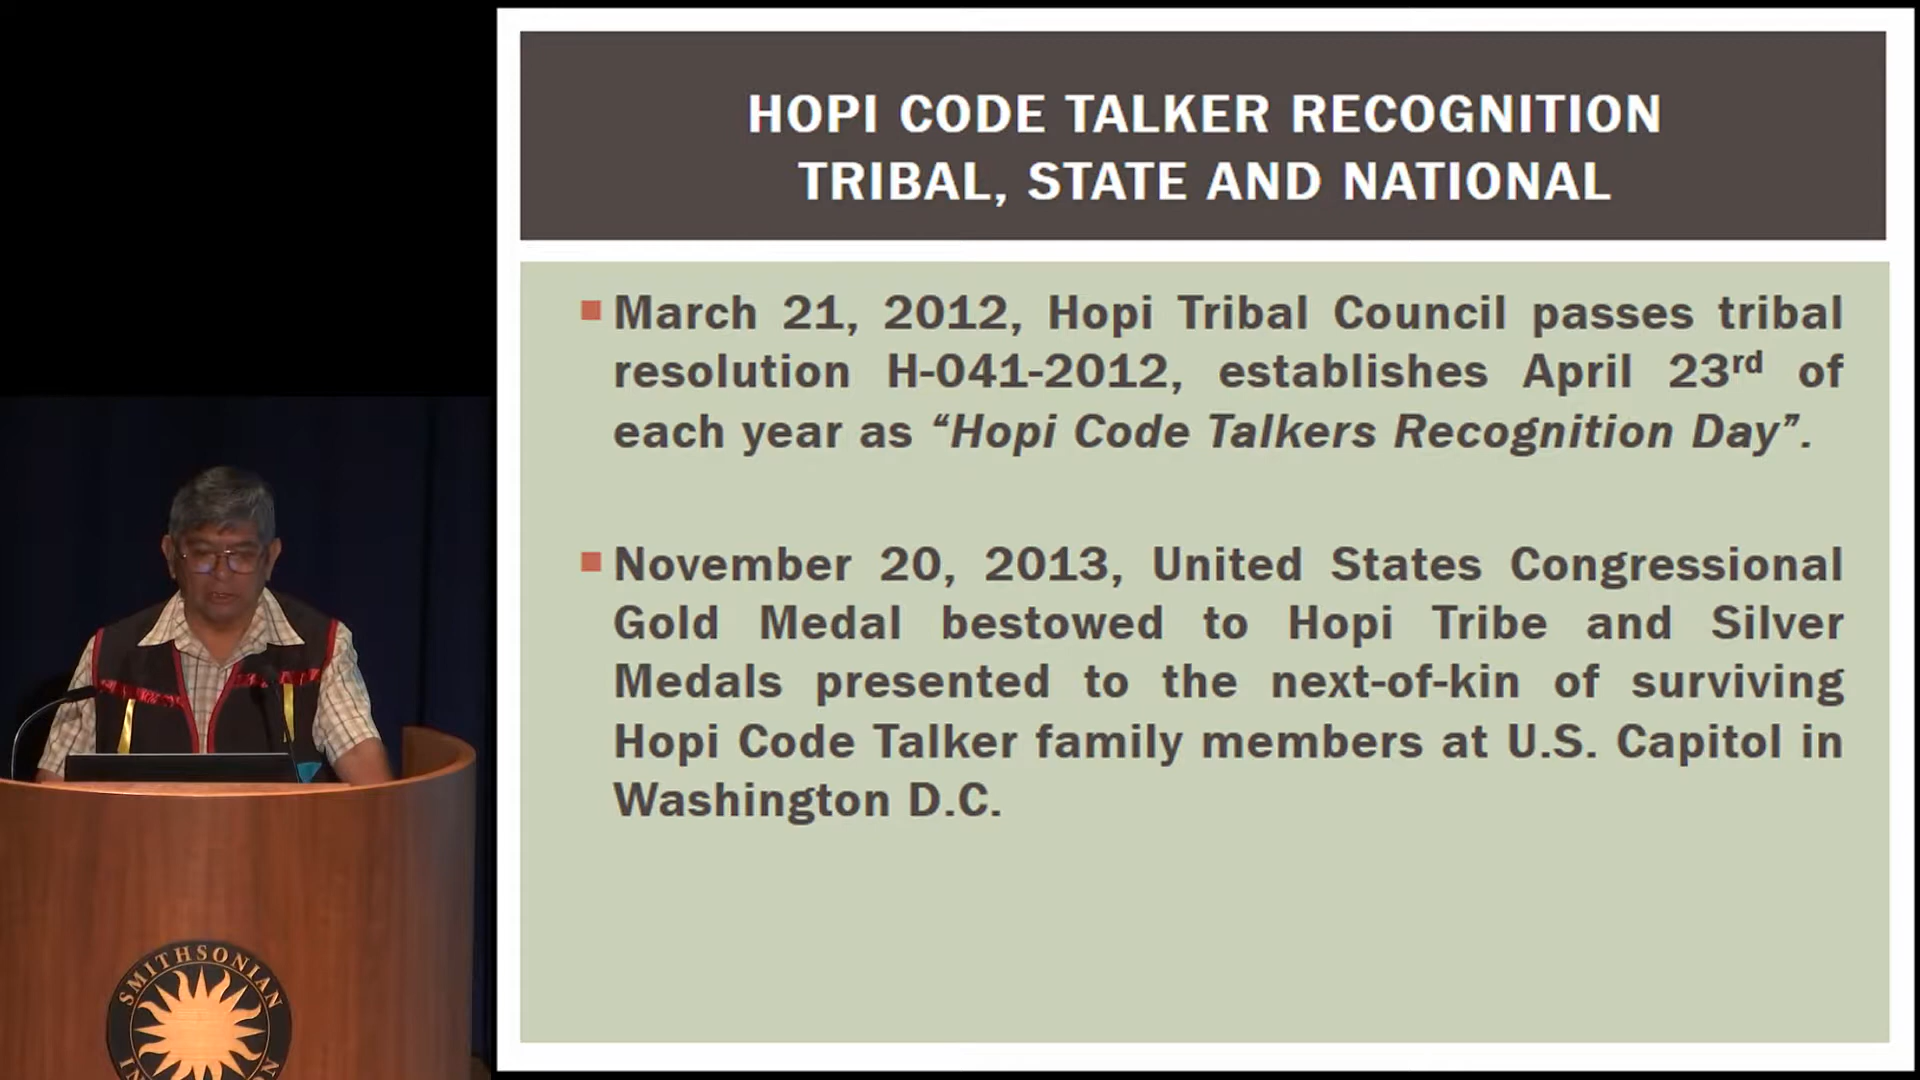 HOPI CODE TALKER RECOGNITION
TRIBAL, STATE AND NATIONAL
March 21, 2012, Hopi Tribal Council passes tribal
resolution H-041-2012, establishes April 23rd of
each year as “Hopi Code Talkers Recognition Day”.
November 20, 2013, United States Congressional
Gold Medal bestowed to Hopi Tribe and Silver
Medals presented to the next-of-kin of surviving
Hopi Code Talker family members at U.S. Capitol in
Washington D.C.
SMITHSONIAN